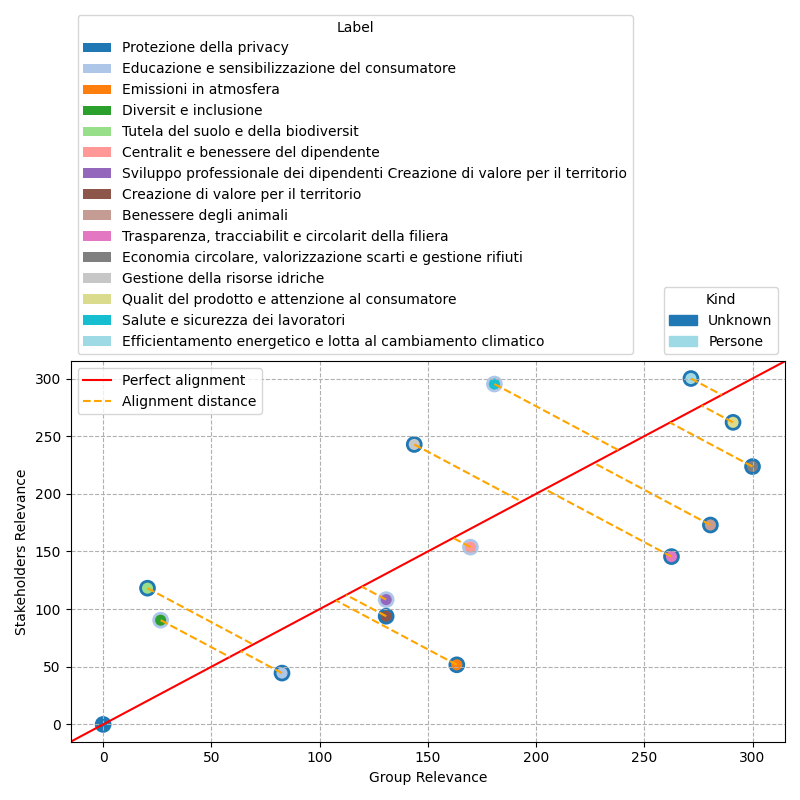 Label
Protezione della privacy
Educazione e sensibilizzazione del consumatore
Emissioni in atmosfera
Diversit e inclusione
Tutela del suolo e della biodiversit
Centralit e benessere del dipendente
Sviluppo professionale dei dipendenti Creazione di valore per il territorio
Creazione di valore per il territorio
Benessere degli animali
Trasparenza, tracciabilit e circolarit della filiera
Economia circolare, valorizzazione scarti e gestione rifiuti
Gestione della risorse idriche
Qualit del prodotto e attenzione al consumatore
Salute e sicurezza dei lavoratori
Efficientamento energetico e lotta al cambiamento climatico
Kind
Unknown
Persone
Perfect alignment
Alignment distance
300
250
200
150
100
50
0
Stakeholders Relevance
0 50 100 150 200 250 300
Group Relevance